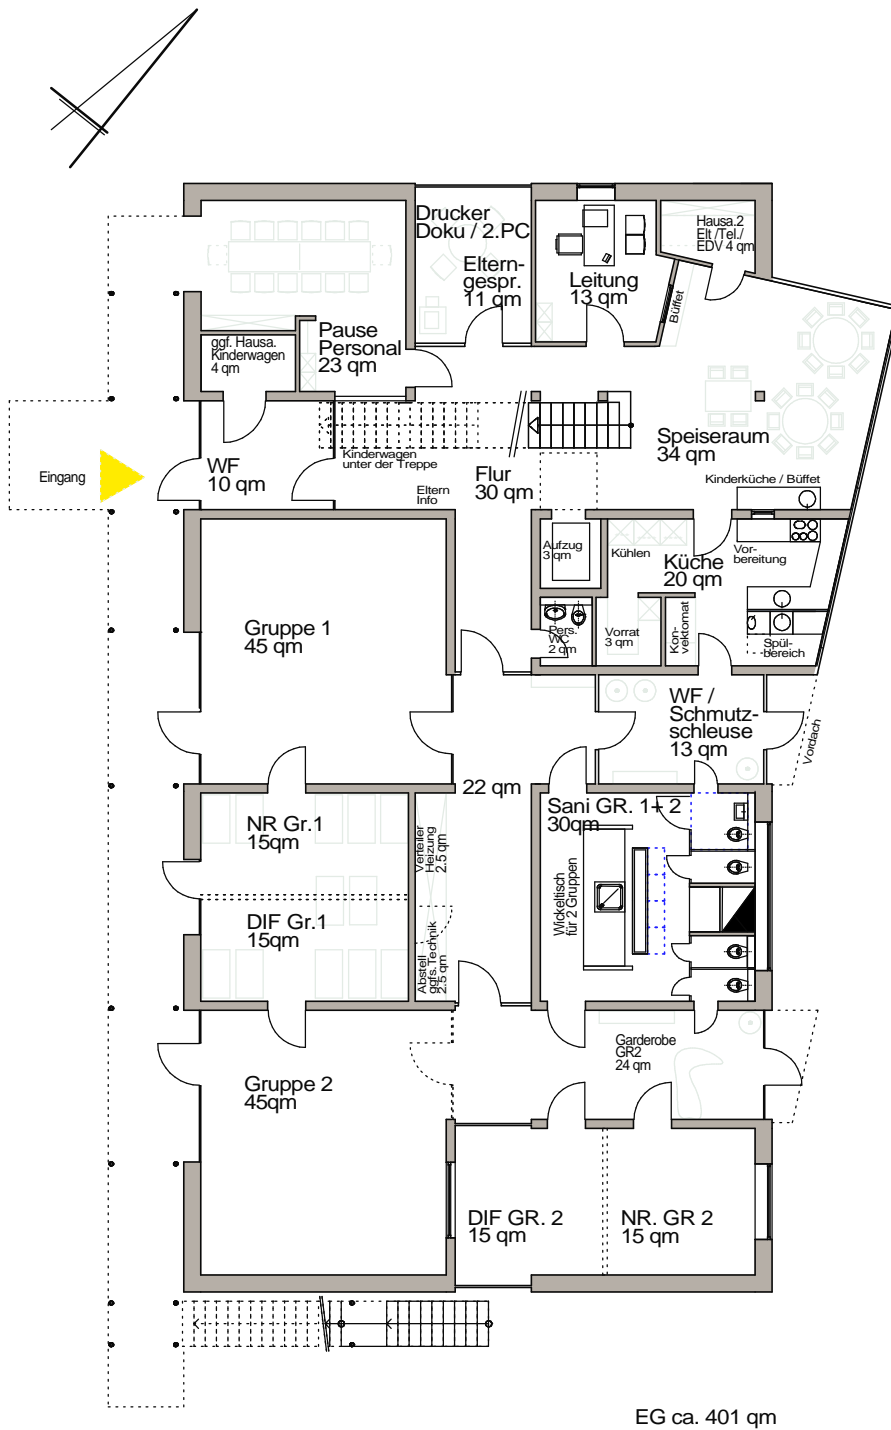 Drucker
Doku / 2.PC
Eltern-
gespr.
11 qm
Leitung
13 qm
Hausa.2
Elt /Tel./
EDV 4 qm
Büffet
Pause
Personal
23 qm
ggf. Hausa.
Kinderwagen
4 qm
Eingang
WF
10 qm
Kinderwagen
unter der Treppe
Eltern
Info
Flur
30 qm
Speiseraum
34 qm
Kinderküche / Büffet
Aufzug
3 qm
Kühlen
Küche
20 qm
Vor-
bereitung
Gruppe 1
45 qm
Pers.
WC
2 qm
Vorrat
3 qm
Kon-
vektomat
Spül-
bereich
WF /
Schmutz-
schleuse
13 qm
Vordach
22 qm
NR Gr.1
15qm
DIF Gr.1
15qm
Verteiler
Heizung
2.5 qm
Abstell
ggfs.Technik
2.5 qm
Sani GR. 1+ 2
30qm
Wickeltisch
für 2 Gruppen
Garderobe
GR2
24 qm
Gruppe 2
45qm
DIF GR. 2
15 qm
NR. GR 2
15 qm
EG ca. 401 qm